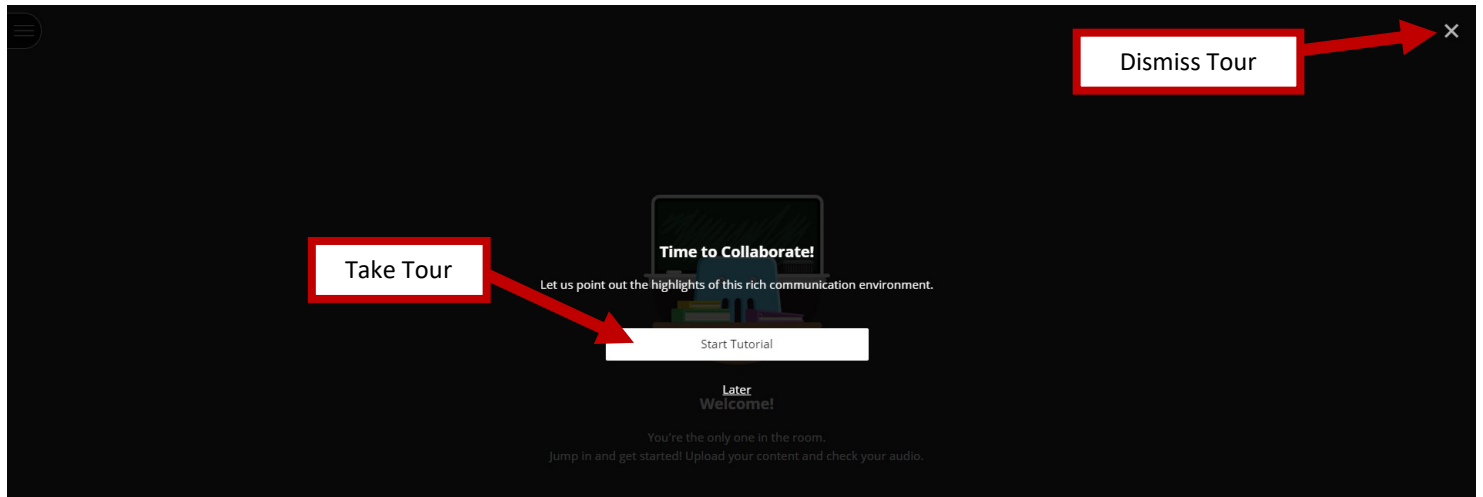 Dismiss Tour
Time to Collaborate!
Take Tour
Let us point out the highlights of this rich communication environment.
Start Tutorial
Later
Welcome!
You're the only one in the room.
Jump in and get started! Upload your content and check your audio.